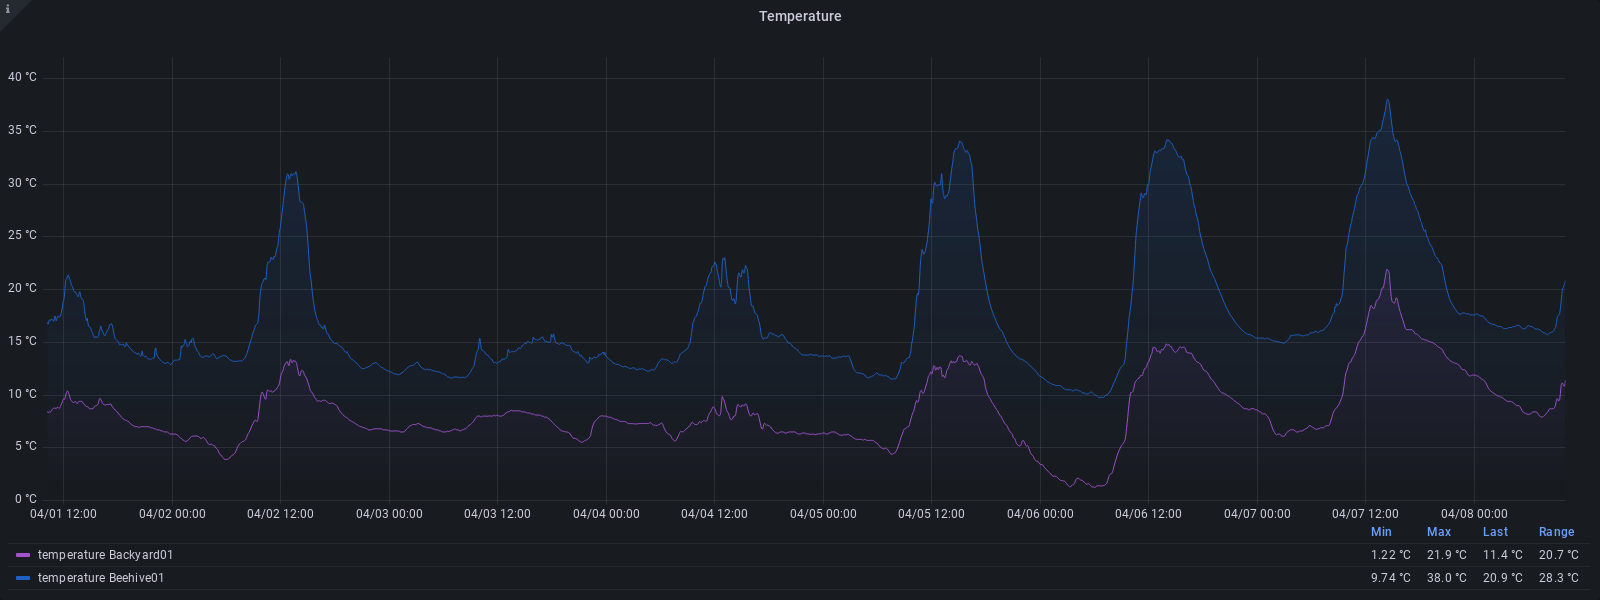 i
Temperature
40 °C
35 °C
30 °C
25 °C
20 °C
15 °C
10 °C
5 °C
0 °C
04/01 12:00 04/02 00:00 04/02 12:00 04/03 00:00 04/03 12:00 04/04 00:00 04/04 12:00 04/05 00:00 04/05 12:00 04/06 00:00 04/06 12:00 04/07 00:00 04/07 12:00 04/08 00:00
Min Max Last Range
temperature Backyard01 1.22 °C 21.9 °C 11.4 °C 20.7 °C
temperature Beehive01 9.74 °C 38.0 °C 20.9 °C 28.3 °C